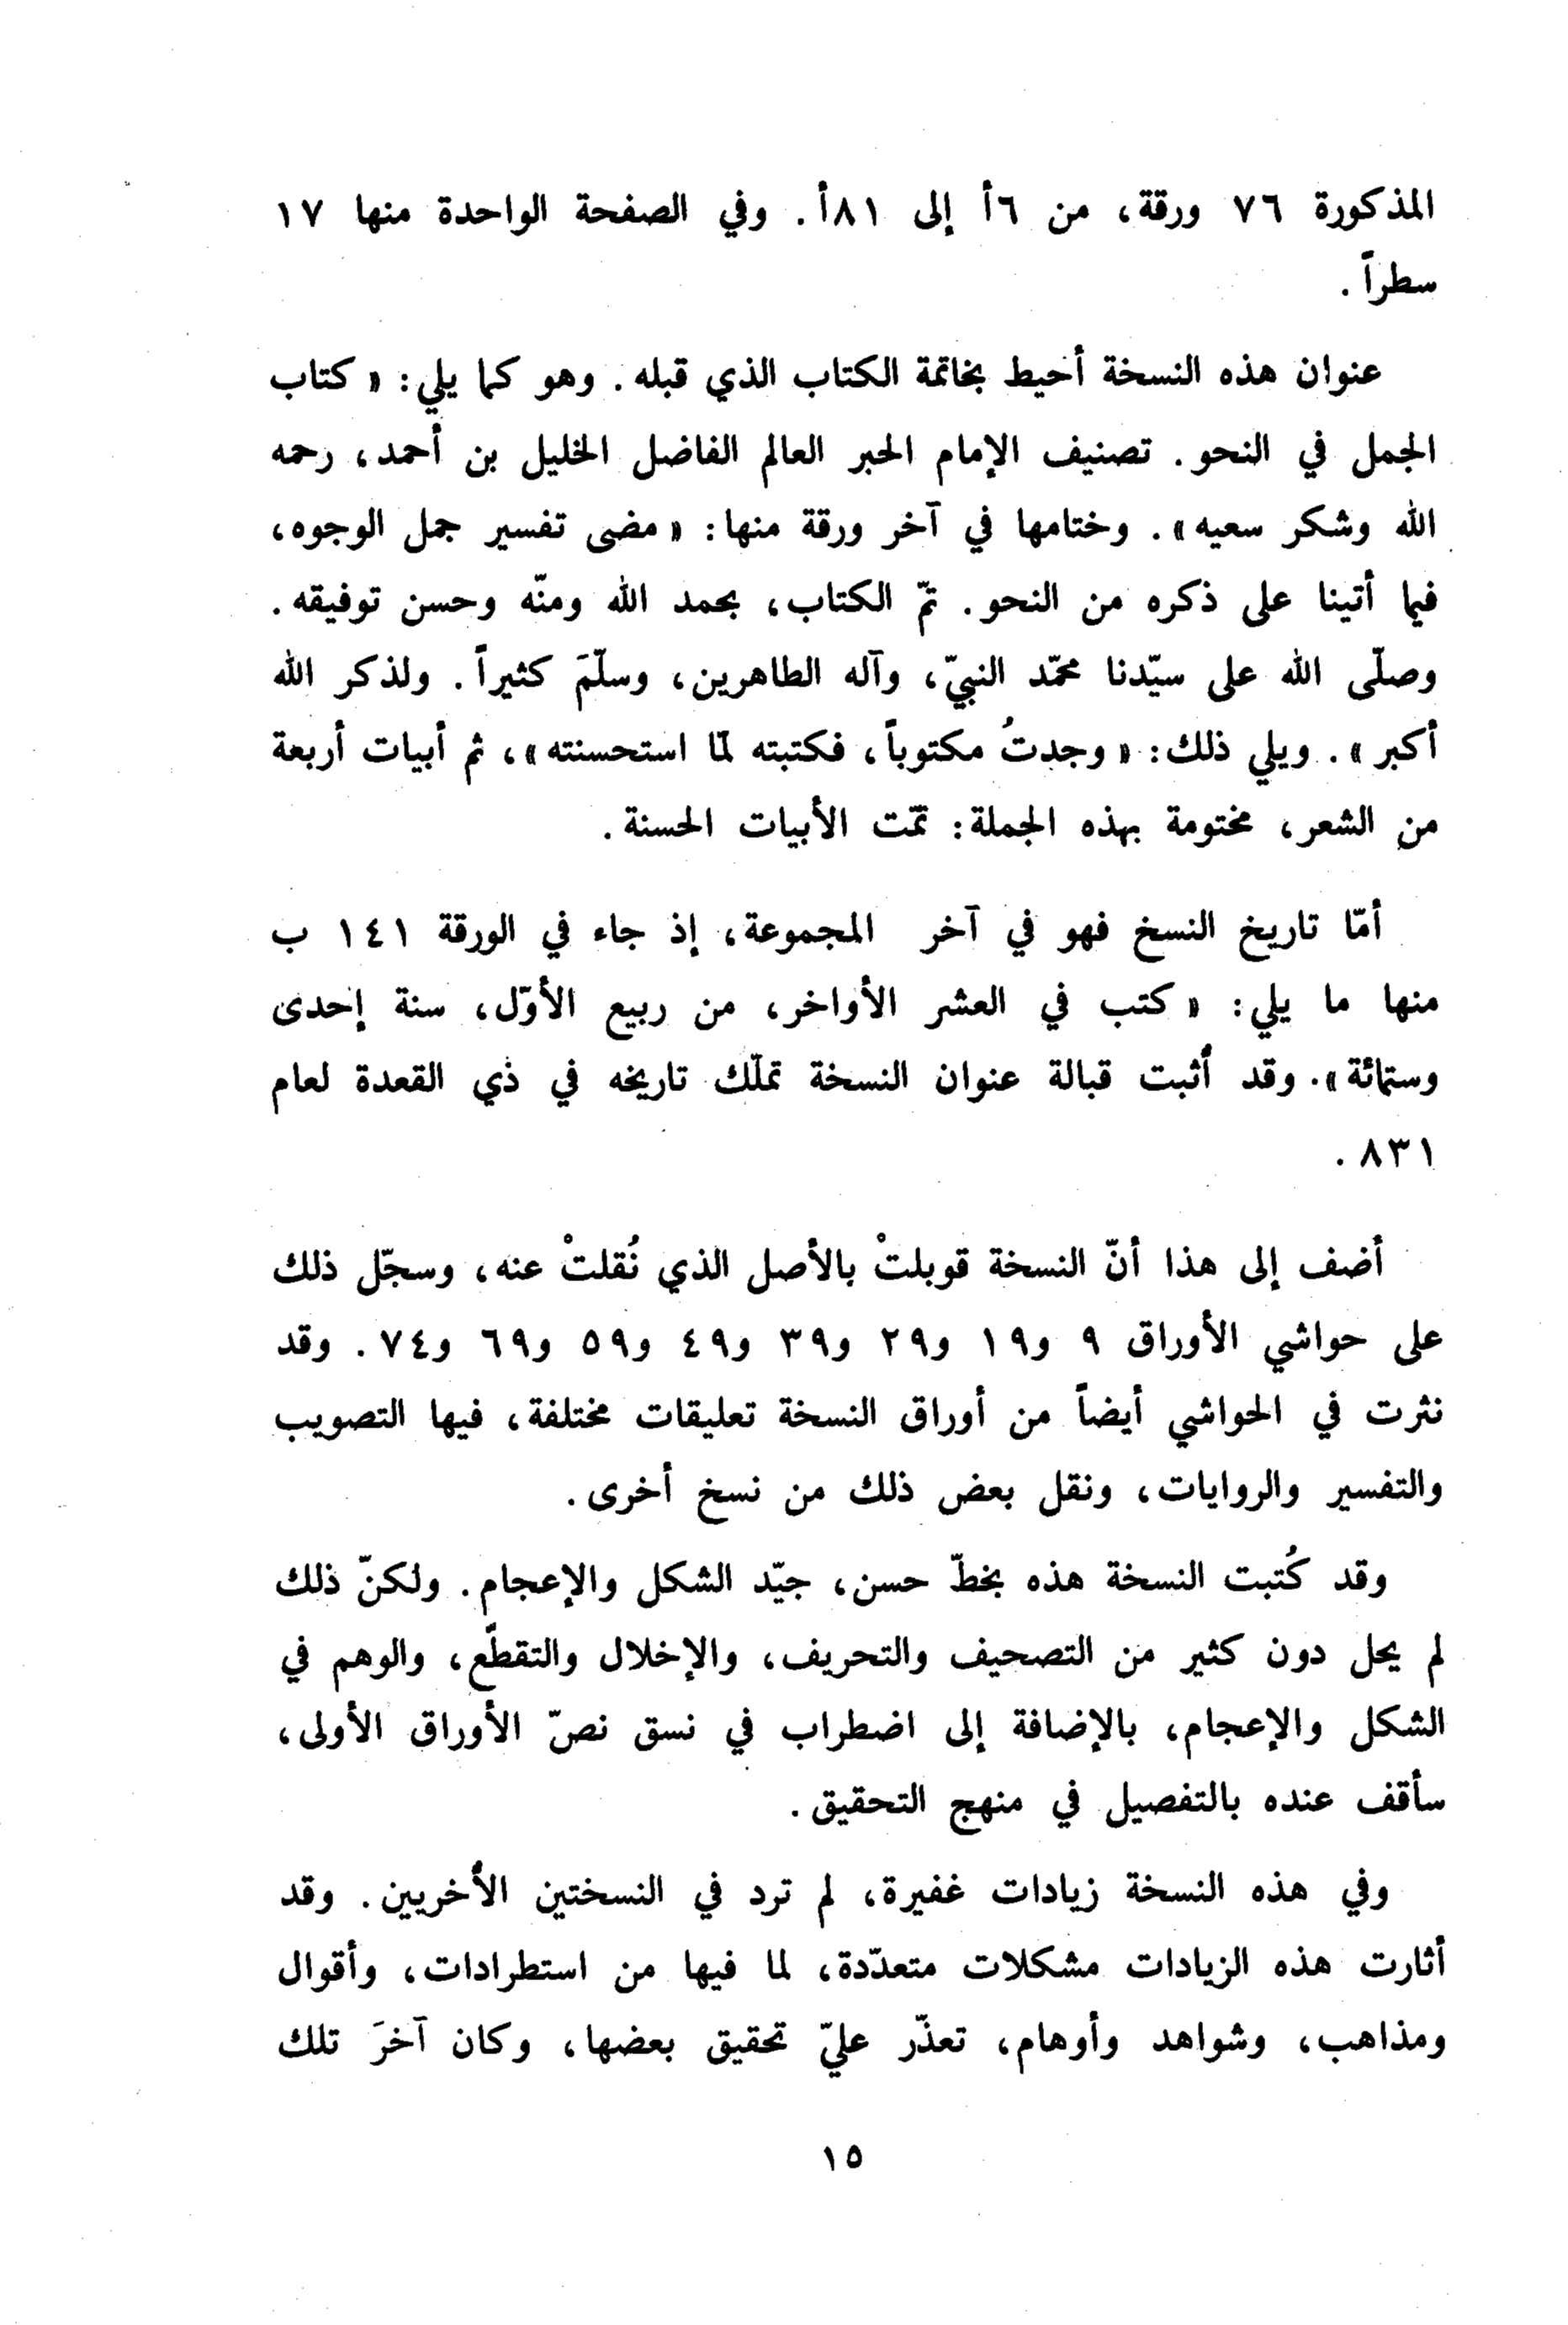 المذكورة ٧٦ ورقة، من ٦أ إلى ٨١أ. وفي الصفحة الواحدة منها ١٧
سطراً.
عنوان هذه النسخة أحيط بخاتمة الكتاب الذي قبله. وهو كما يلي: «كتاب
الجمل في النحو. تصنيف الإمام الحبر العالم الفاضل الخليل بن أحمد، رحمه
الله وشكر سعيه». وختامها في آخر ورقة منها: «مضى تفسير جمل الوجوه،
فيما أتينا على ذكره من النحو. تمّ الكتاب، بحمد الله ومنّه وحسن توفيقه.
وصلّى الله على سيّدنا محمّد النبيّ، وآله الطاهرين، وسلّمَ كثيراً. ولذكر الله
أكبر». ويلي ذلك: «وجدتُ مكتوباً، فكتبته لمّا استحسنته»، ثم أبيات أربعة
من الشعر، مختومة بهذه الجملة: تمّت الأبيات الحسنة.
أمّا تاريخ النسخ فهو في آخر المجموعة، إذ جاء في الورقة ١٤١ ب
منها ما يلي: «كتب في العشر الأواخر، من ربيع الأوّل، سنة إحدى
وستمائة». وقد أُثبت قبالة عنوان النسخة تملّك تاريخه في ذي القعدة لعام
٨٣١.
أضف إلى هذا أنّ النسخة قوبلتْ بالأصل الذي نُقلتْ عنه، وسجّل ذلك
على حواشي الأوراق ٩ و١٩ و٢٩ و٣٩ و٤٩ و٥٩ و٦٩ و٧٤. وقد
نثرت في الحواشي أيضاً من أوراق النسخة تعليقات مختلفة، فيها التصويب
والتفسير والروايات، ونقل بعض ذلك من نسخ أخرى.
وقد كُتبت النسخة هذه بخطّ حسن، جيّد الشكل والإعجام. ولكنّ ذلك
لم يحل دون كثير من التصحيف والتحريف، والإخلال والتقطّع، والوهم في
الشكل والإعجام، بالإضافة إلى اضطراب في نسق نصّ الأوراق الأولى،
سأقف عنده بالتفصيل في منهج التحقيق.
وفي هذه النسخة زيادات غفيرة، لم ترد في النسختين الأُخريين. وقد
أثارت هذه الزيادات مشكلات متعدّدة، لما فيها من استطرادات، وأقوال
ومذاهب، وشواهد وأوهام، تعذّر عليّ تحقيق بعضها، وكان آخرَ تلك
١٥